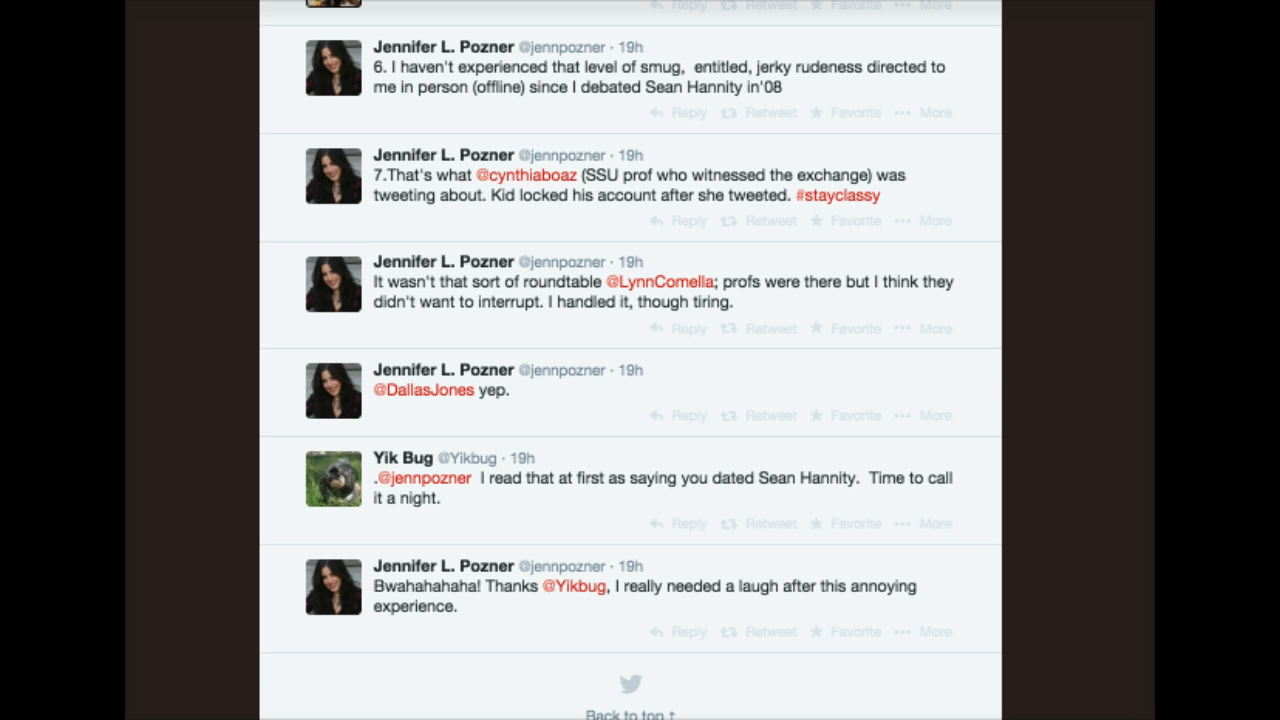 Reply Retweet Favorite More
Jennifer L. Pozner @jennpozner · 19h
6. I haven't experienced that level of smug,  entitled, jerky rudeness directed to
me in person (offline) since I debated Sean Hannity in'08
Reply Retweet Favorite More
Jennifer L. Pozner @jennpozner · 19h
7.That's what @cynthiaboaz (SSU prof who witnessed the exchange) was
tweeting about. Kid locked his account after she tweeted. #stayclassy
Reply Retweet Favorite More
Jennifer L. Pozner @jennpozner · 19h
It wasn't that sort of roundtable @LynnComella; profs were there but I think they
didn't want to interrupt. I handled it, though tiring.
Reply Retweet Favorite More
Jennifer L. Pozner @jennpozner · 19h
@DallasJones yep.
Reply Retweet Favorite More
Yik Bug @Yikbug · 19h
.@jennpozner  I read that at first as saying you dated Sean Hannity.  Time to call
it a night.
Reply Retweet Favorite More
Jennifer L. Pozner @jennpozner · 19h
Bwahahahaha! Thanks @Yikbug, I really needed a laugh after this annoying
experience.
Reply Retweet Favorite More
Back to top ↑